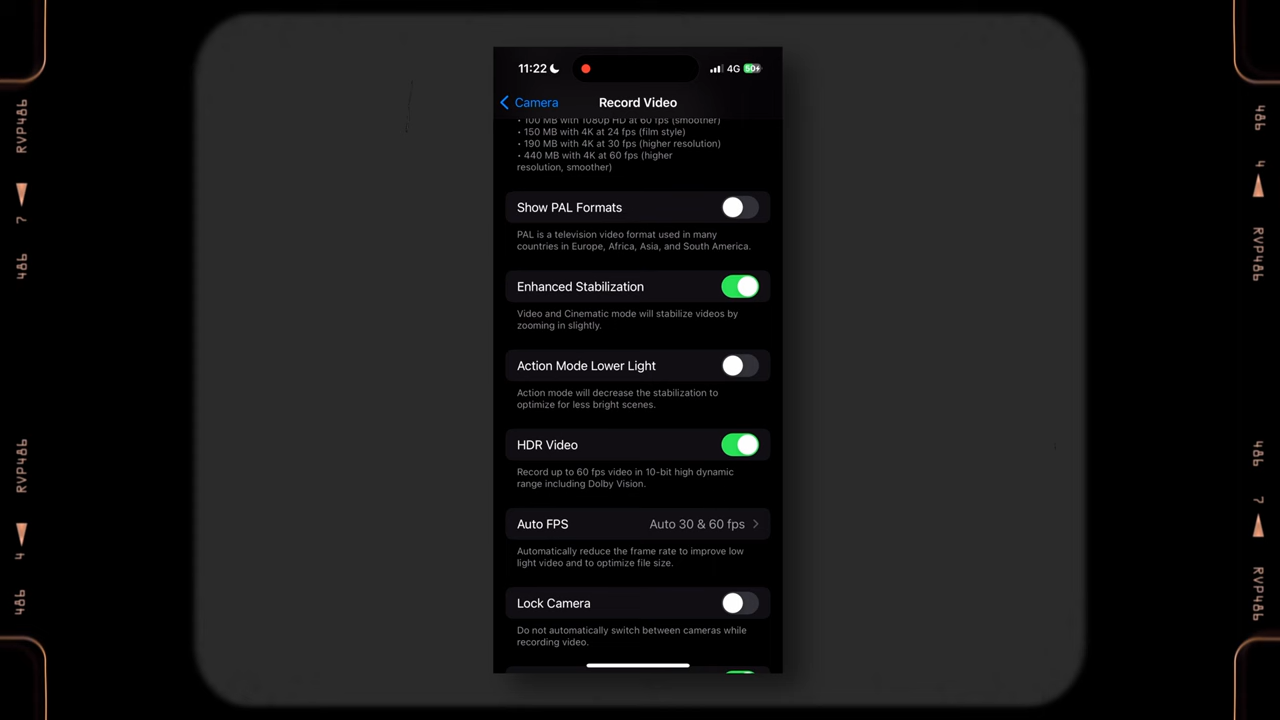 11:22
4G
50
Camera
Record Video
• 100 MB with 1080p HD at 60 fps (smoother)
• 150 MB with 4K at 24 fps (film style)
• 190 MB with 4K at 30 fps (higher resolution)
• 440 MB with 4K at 60 fps (higher
resolution, smoother)
Show PAL Formats
PAL is a television video format used in many
countries in Europe, Africa, Asia, and South America.
Enhanced Stabilization
Video and Cinematic mode will stabilize videos by
zooming in slightly.
Action Mode Lower Light
Action mode will decrease the stabilization to
optimize for less bright scenes.
HDR Video
Record up to 60 fps video in 10-bit high dynamic
range including Dolby Vision.
Auto FPS
Auto 30 & 60 fps
Automatically reduce the frame rate to improve low
light video and to optimize file size.
Lock Camera
Do not automatically switch between cameras while
recording video.
RVP486
RVP486
RVP486
RVP486